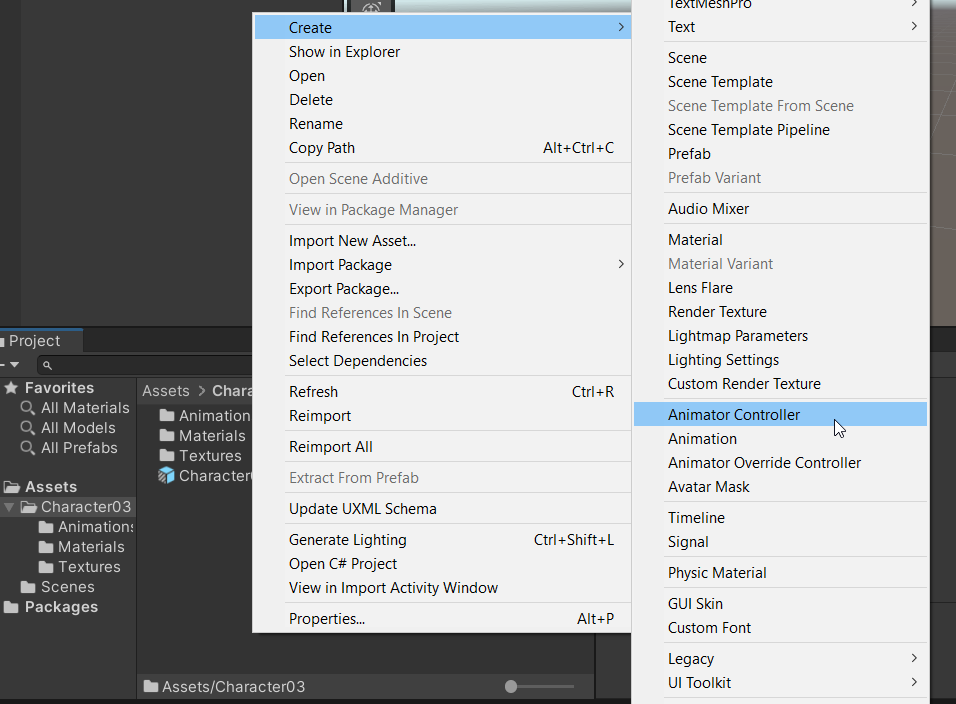 Create
Show in Explorer
Open
Delete
Rename
Copy Path Alt+Ctrl+C
Open Scene Additive
View in Package Manager
Import New Asset...
Import Package
Export Package...
Find References In Scene
Find References In Project
Select Dependencies
Refresh Ctrl+R
Reimport
Reimport All
Extract From Prefab
Update UXML Schema
Generate Lighting Ctrl+Shift+L
Open C# Project
View in Import Activity Window
Properties... Alt+P
TextMeshPro
Text
Scene
Scene Template
Scene Template From Scene
Scene Template Pipeline
Prefab
Prefab Variant
Audio Mixer
Material
Material Variant
Lens Flare
Render Texture
Lightmap Parameters
Lighting Settings
Custom Render Texture
Animator Controller
Animation
Animator Override Controller
Avatar Mask
Timeline
Signal
Physic Material
GUI Skin
Custom Font
Legacy
UI Toolkit
Project
Favorites
All Materials
All Models
All Prefabs
Assets
Character03
Animations
Materials
Textures
Scenes
Packages
Assets > Chara
Animation
Materials
Textures
Character
Assets/Character03